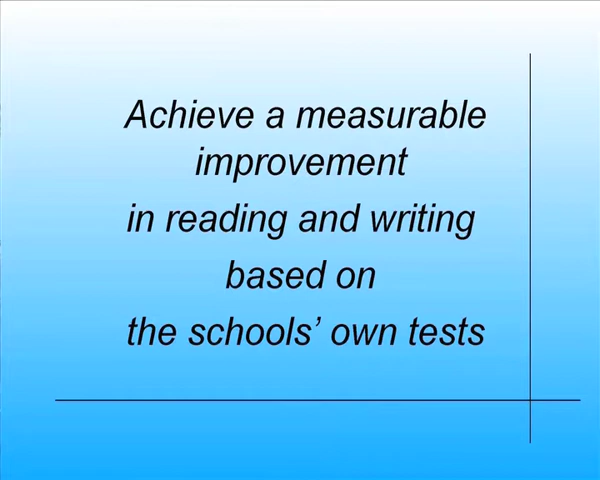 Achieve a measurable
improvement
in reading and writing
based on
the schools’ own tests